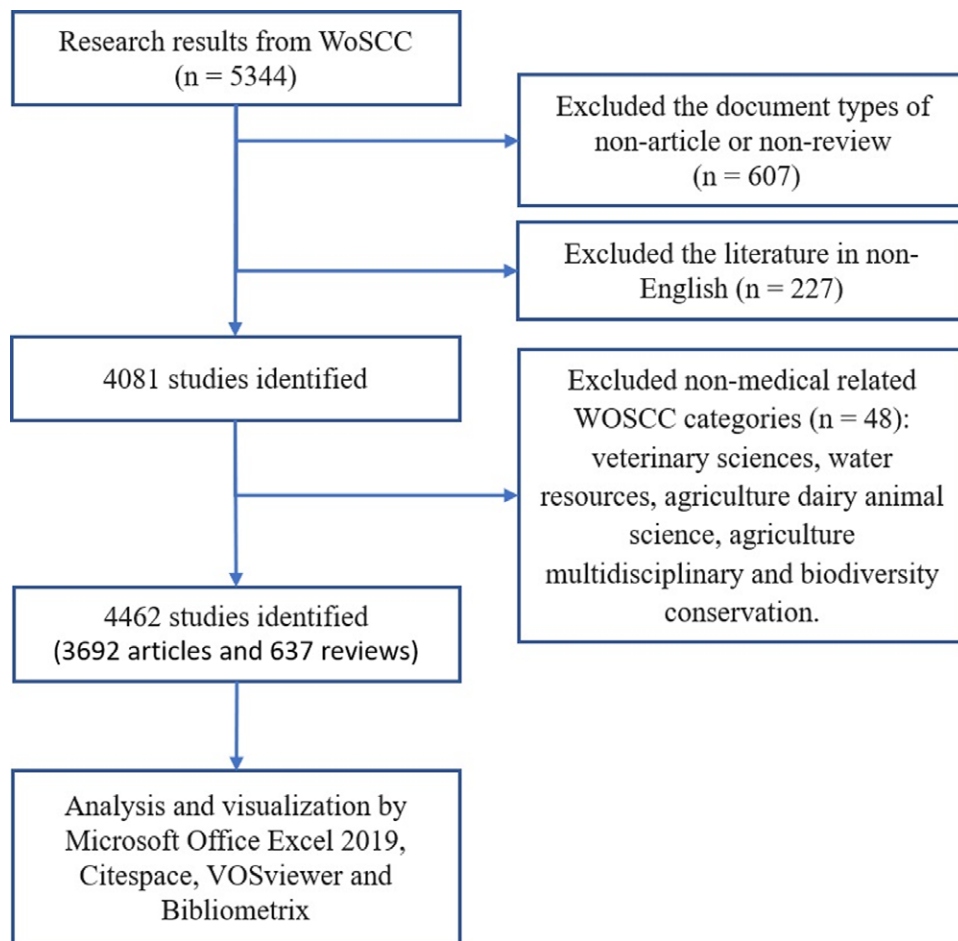 Research results from WoSCC
(n = 5344)
Excluded the document types of
non-article or non-review
(n = 607)
Excluded the literature in non-
English (n = 227)
4081 studies identified
Excluded non-medical related
WOSCC categories (n = 48):
veterinary sciences, water
resources, agriculture dairy animal
science, agriculture
multidisciplinary and biodiversity
conservation.
4462 studies identified
(3692 articles and 637 reviews)
Analysis and visualization by
Microsoft Office Excel 2019,
Citespace, VOSviewer and
Bibliometrix